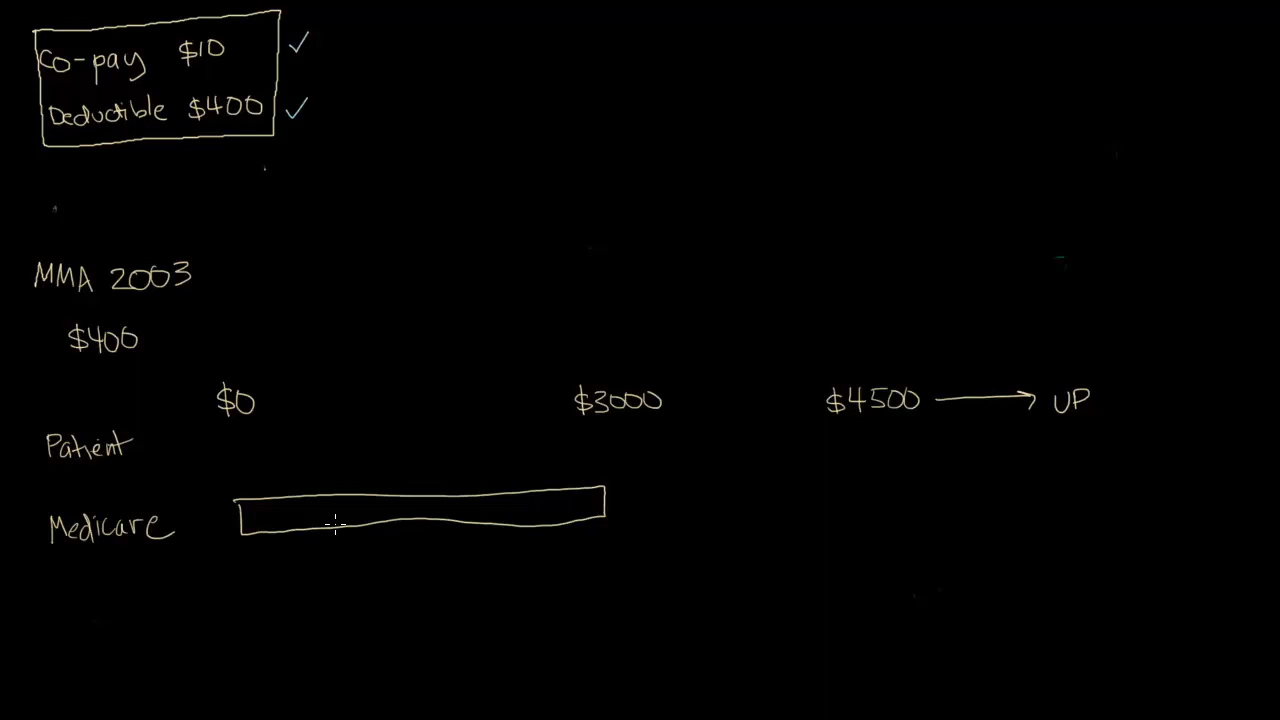 Co-pay $10
Deductible $400
MMA 2003
$400
$0 $3000 $4500 → UP
Patient
Medicare